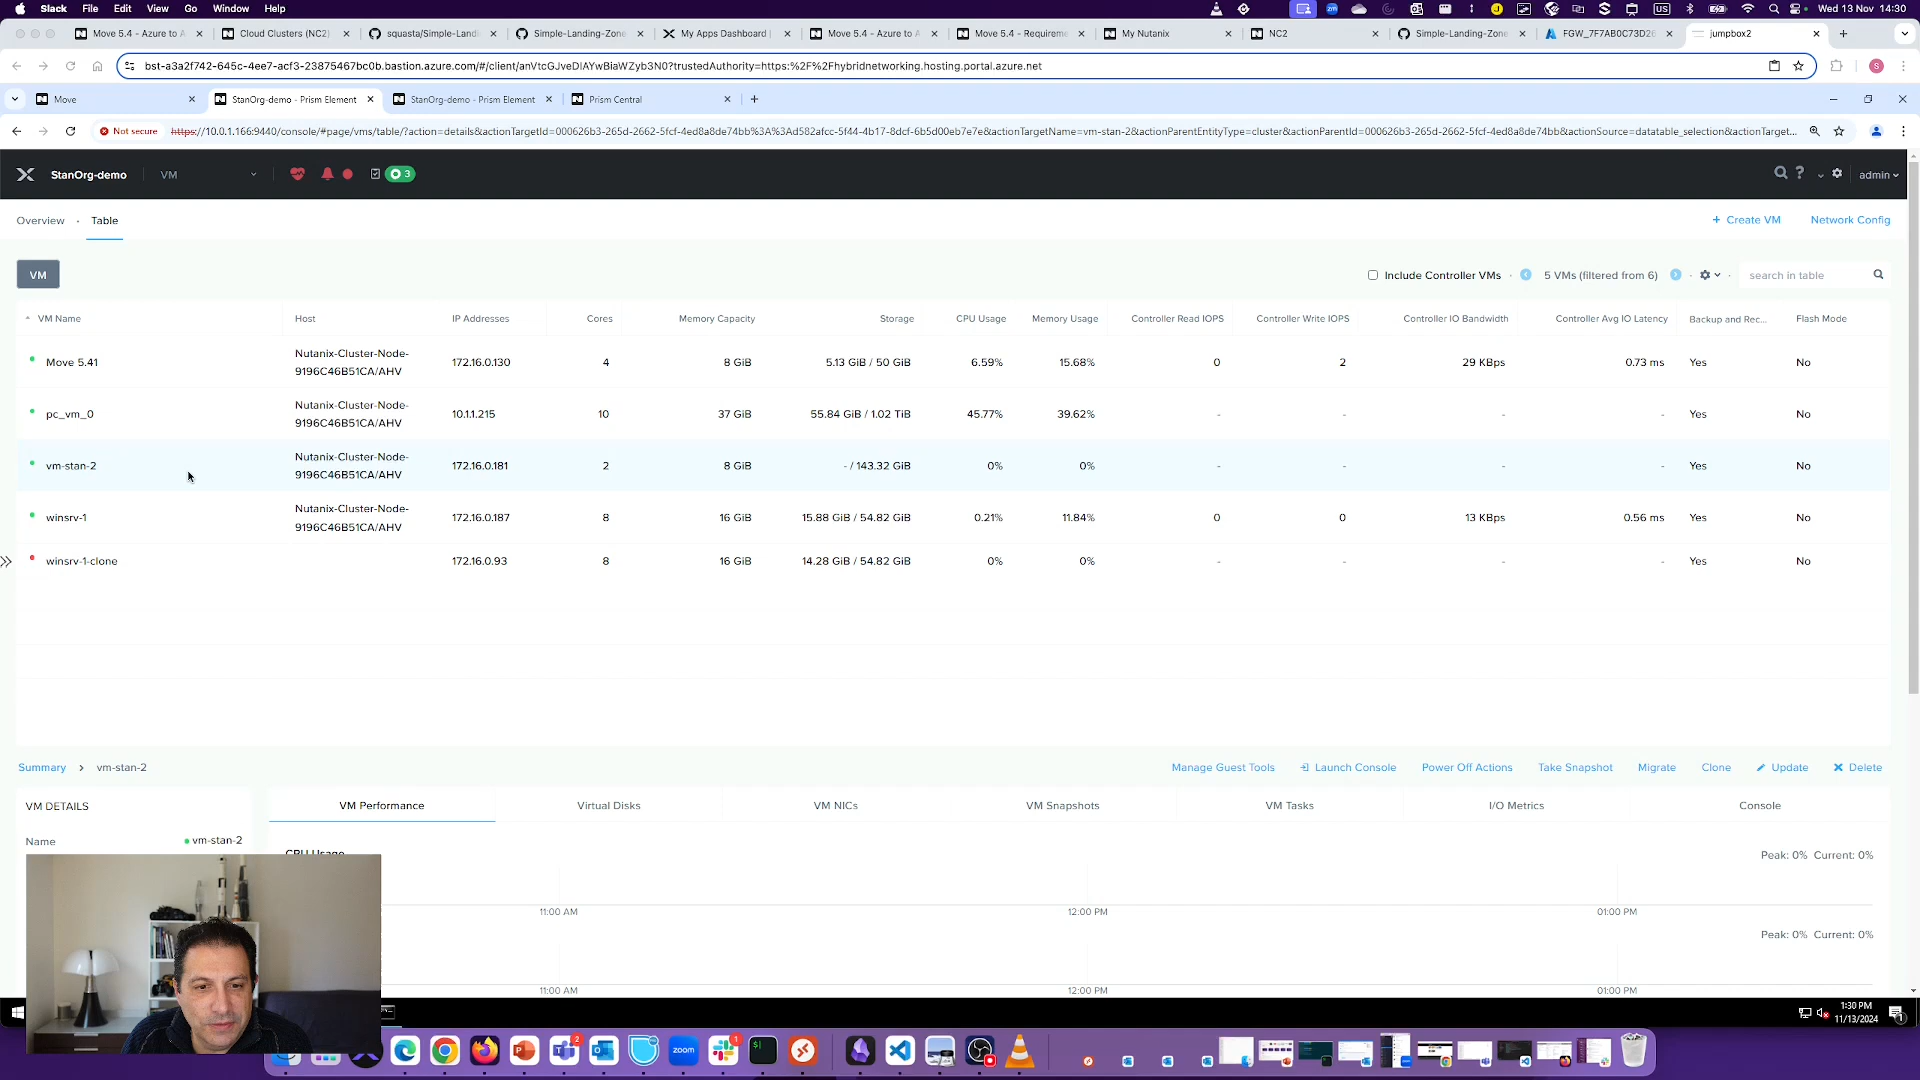 Slack File Edit View Go Window Help US Wed 13 Nov 14:30
Move 5.4 - Azure to A Cloud Clusters (NC2) squasta/Simple-Landi Simple-Landing-Zone My Apps Dashboard Move 5.4 - Azure to A Move 5.4 - Requireme My Nutanix NC2 Simple-Landing-Zone FGW_7F7AB0C73D26 jumpbox2
bst-a3a2f742-645c-4ee7-acf3-23875467bc0b.bastion.azure.com/#/client/anVtcGJveDIAYwBiaWZyb3N0?trustedAuthority=https:%2F%2Fhybridnetworking.hosting.portal.azure.net
Move StanOrg-demo - Prism Element StanOrg-demo - Prism Element Prism Central
Not secure https://10.0.1.166:9440/console/#page/vms/table/?action=details&actionTargetId=000626b3-265d-2662-5fcf-4ed8a8de74bb%3A%3Ad582afcc-5f44-4b17-8dcf-6b5d00eb7e7e&actionTargetName=vm-stan-2&actionParentEntityType=cluster&actionParentId=000626b3-265d-2662-5fcf-4ed8a8de74bb&actionSource=datatable_selection&actionTarget...
StanOrg-demo VM 3 ? admin
Overview · Table + Create VM Network Config
VM Include Controller VMs · 5 VMs (filtered from 6) · · search in table
VM Name Host IP Addresses Cores Memory Capacity Storage CPU Usage Memory Usage Controller Read IOPS Controller Write IOPS Controller IO Bandwidth Controller Avg IO Latency Backup and Rec... Flash Mode
Move 5.41 Nutanix-Cluster-Node-9196C46B51CA/AHV 172.16.0.130 4 8 GiB 5.13 GiB / 50 GiB 6.59% 15.68% 0 2 29 KBps 0.73 ms Yes No
pc_vm_0 Nutanix-Cluster-Node-9196C46B51CA/AHV 10.1.1.215 10 37 GiB 55.84 GiB / 1.02 TiB 45.77% 39.62% - - - - Yes No
vm-stan-2 Nutanix-Cluster-Node-9196C46B51CA/AHV 172.16.0.181 2 8 GiB - / 143.32 GiB 0% 0% - - - - Yes No
winsrv-1 Nutanix-Cluster-Node-9196C46B51CA/AHV 172.16.0.187 8 16 GiB 15.88 GiB / 54.82 GiB 0.21% 11.84% 0 0 13 KBps 0.56 ms Yes No
winsrv-1-clone 172.16.0.93 8 16 GiB 14.28 GiB / 54.82 GiB 0% 0% - - - - Yes No
Summary > vm-stan-2 Manage Guest Tools Launch Console Power Off Actions Take Snapshot Migrate Clone Update Delete
VM DETAILS VM Performance Virtual Disks VM NICs VM Snapshots VM Tasks I/O Metrics Console
Name vm-stan-2
CPU Usage Peak: 0% Current: 0%
11:00 AM 12:00 PM 01:00 PM
Peak: 0% Current: 0%
11:00 AM 12:00 PM 01:00 PM
1:30 PM
11/13/2024
zoom